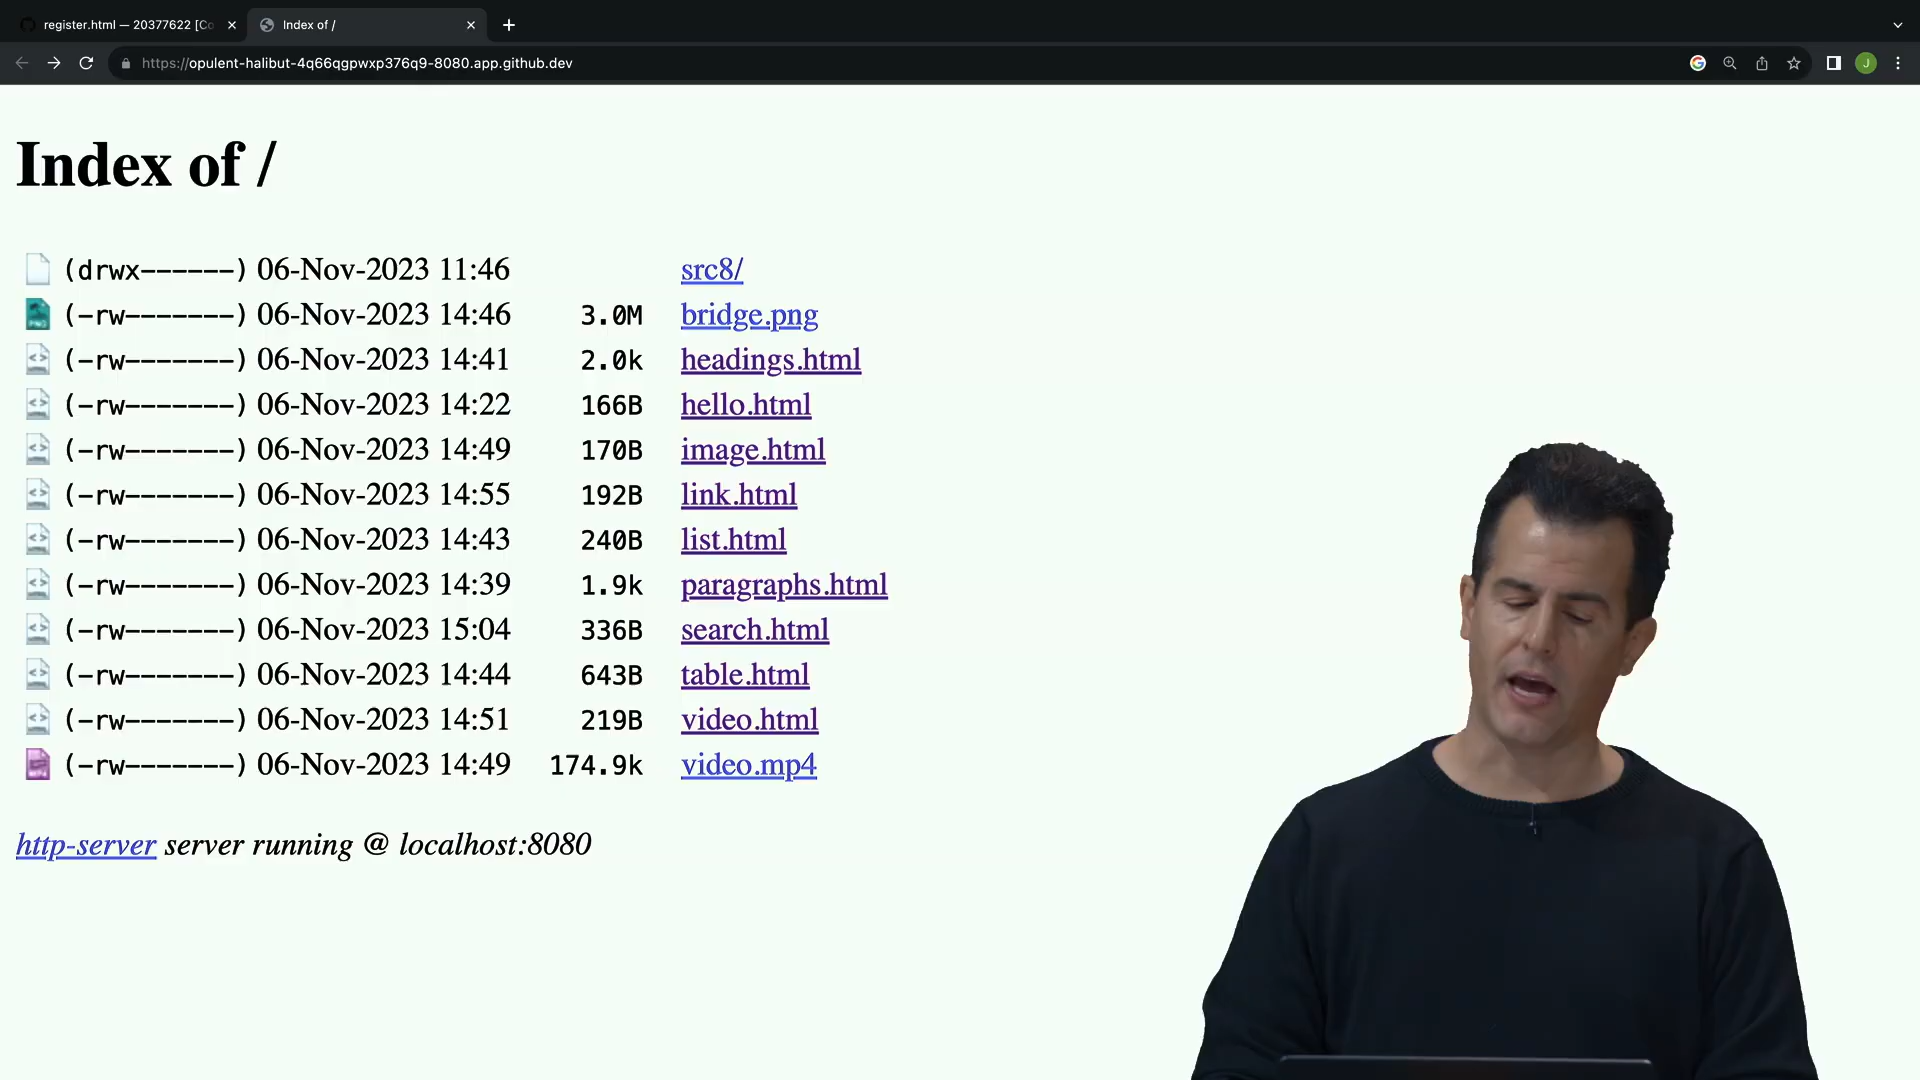 register.html — 20377622 [Co
Index of /
https://opulent-halibut-4q66qgpwxp376q9-8080.app.github.dev
J
Index of /
(drwx------) 06-Nov-2023 11:46 src8/
(-rw-------) 06-Nov-2023 14:46 3.0M bridge.png
(-rw-------) 06-Nov-2023 14:41 2.0k headings.html
(-rw-------) 06-Nov-2023 14:22 166B hello.html
(-rw-------) 06-Nov-2023 14:49 170B image.html
(-rw-------) 06-Nov-2023 14:55 192B link.html
(-rw-------) 06-Nov-2023 14:43 240B list.html
(-rw-------) 06-Nov-2023 14:39 1.9k paragraphs.html
(-rw-------) 06-Nov-2023 15:04 336B search.html
(-rw-------) 06-Nov-2023 14:44 643B table.html
(-rw-------) 06-Nov-2023 14:51 219B video.html
(-rw-------) 06-Nov-2023 14:49 174.9k video.mp4
http-server server running @ localhost:8080